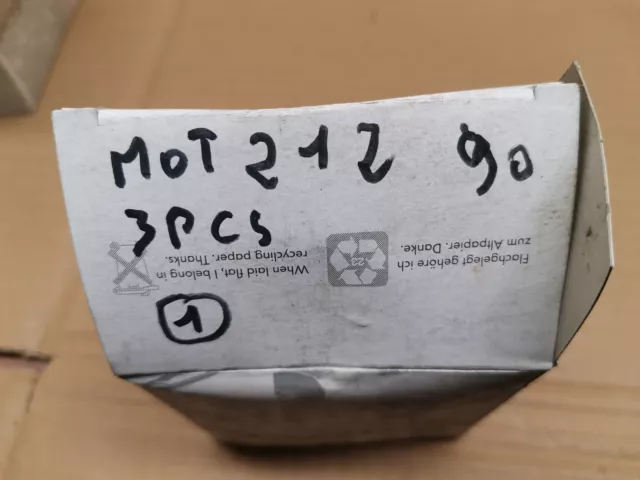 MOT 212 90
3PCS
When laid flat, I belong in
recycling paper. Thanks.
Flachgelegt gehöre ich
zum Altpapier. Danke.
1